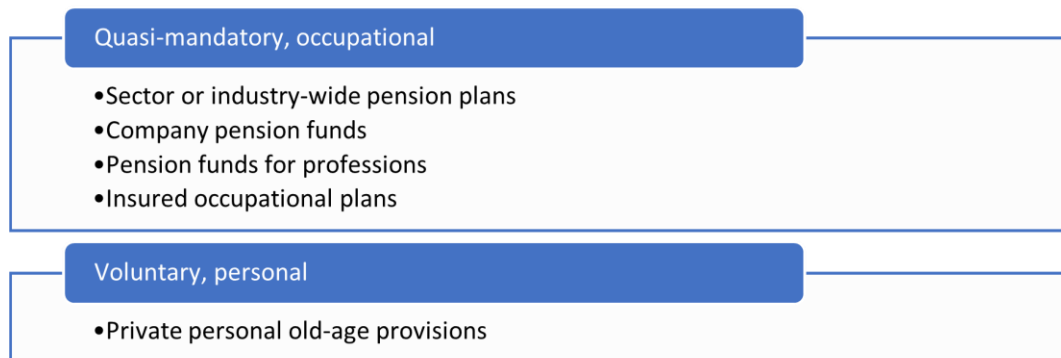 Quasi-mandatory, occupational
•Sector or industry-wide pension plans
•Company pension funds
•Pension funds for professions
•Insured occupational plans
Voluntary, personal
•Private personal old-age provisions